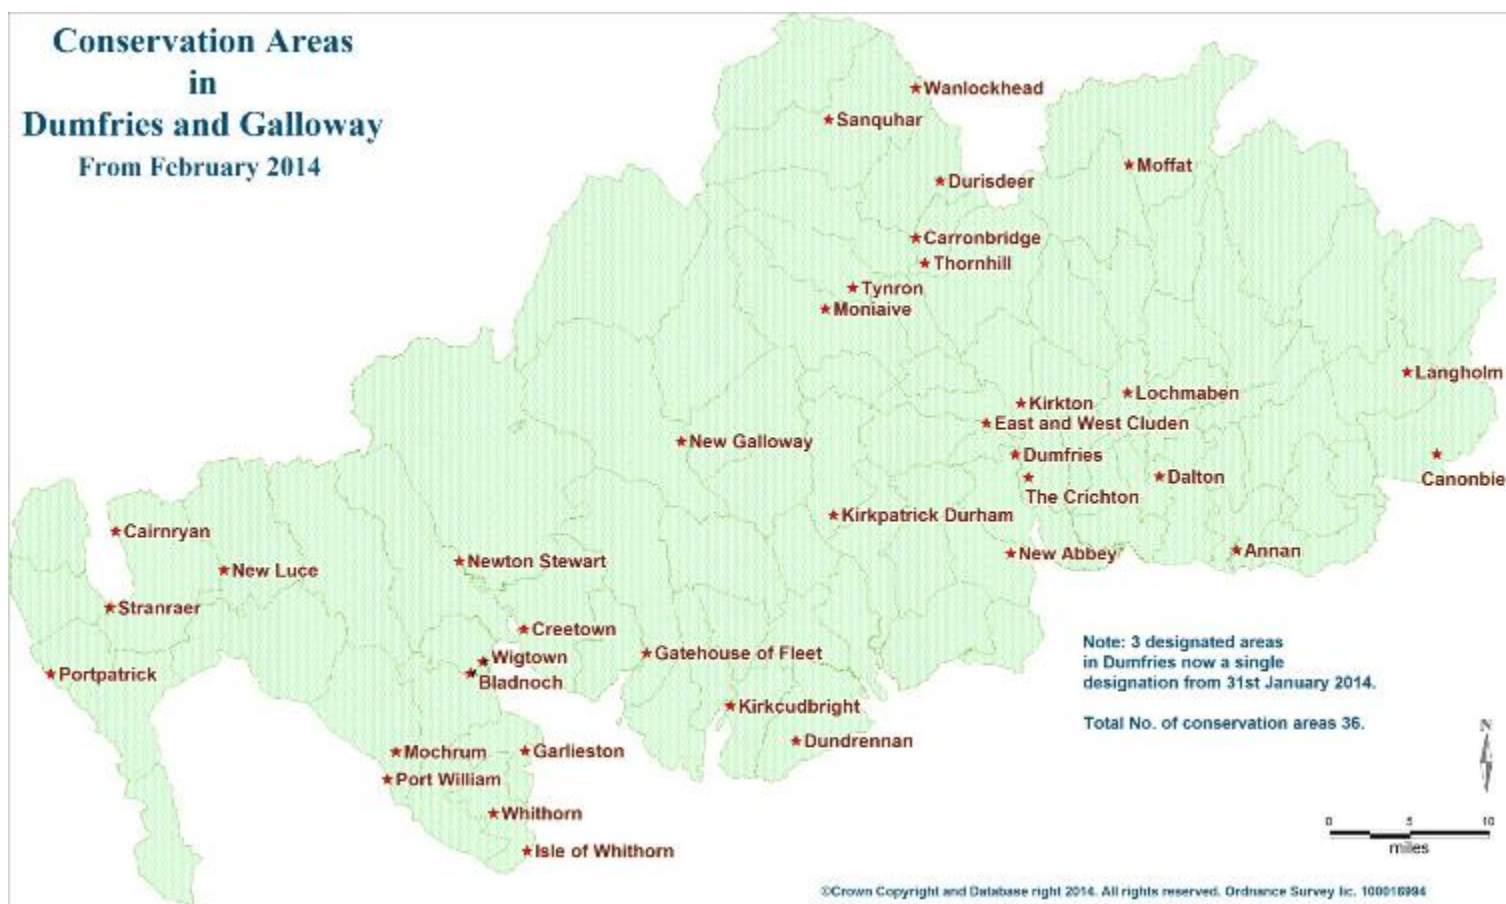 Conservation Areas
in
Dumfries and Galloway
From February 2014
Wanlockhead
Sanquhar
Moffat
Durisdeer
Carronbridge
Thornhill
Tynron
Moniaive
Langholm
Lochmaben
Kirkton
East and West Cluden
New Galloway
Dumfries
Canonbie
Dalton
The Crichton
Kirkpatrick Durham
Cairnryan
New Abbey
Annan
Newton Stewart
New Luce
Stranraer
Creetown
Wigtown
Gatehouse of Fleet
Portpatrick
Bladnoch
Kirkcudbright
Dundrennan
Mochrum
Garlieston
Port William
Whithorn
Isle of Whithorn
Note: 3 designated areas
in Dumfries now a single
designation from 31st January 2014.
Total No. of conservation areas 36.
N
0 5 10
miles
©Crown Copyright and Database right 2014. All rights reserved. Ordnance Survey lic. 100016994